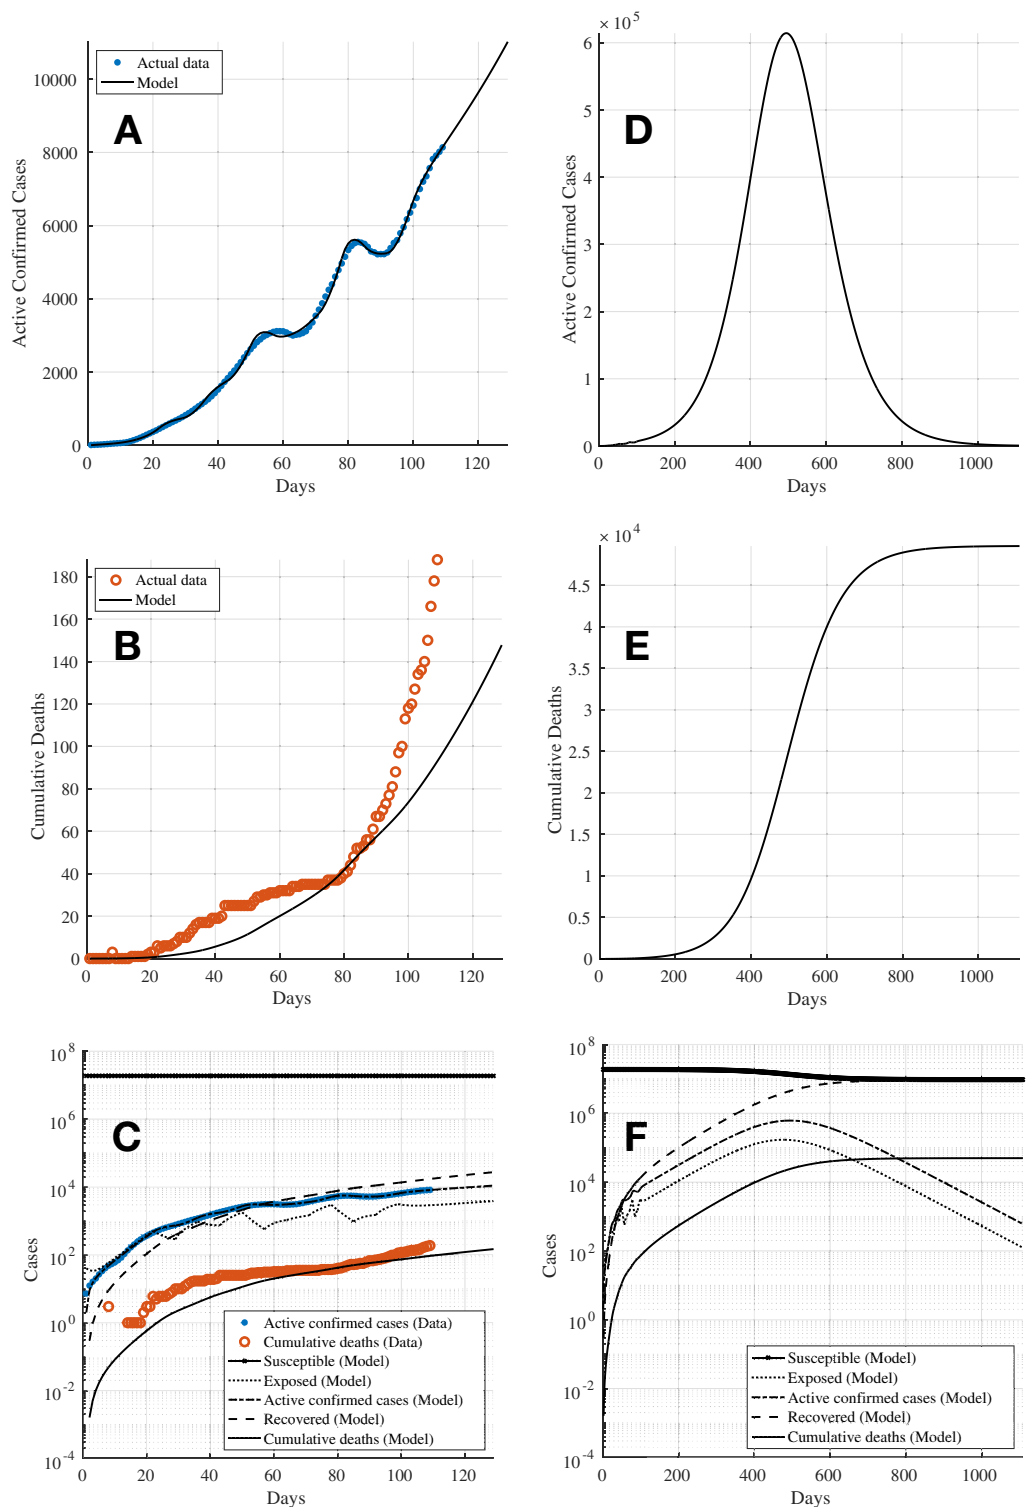 A
Actual data
Model
Active Confirmed Cases
10000
8000
6000
4000
2000
0
0 20 40 60 80 100 120
Days
D
× 10^5
Active Confirmed Cases
6
5
4
3
2
1
0
0 200 400 600 800 1000
Days
B
Actual data
Model
Cumulative Deaths
180
160
140
120
100
80
60
40
20
0
0 20 40 60 80 100 120
Days
E
× 10^4
Cumulative Deaths
4.5
4
3.5
3
2.5
2
1.5
1
0.5
0
0 200 400 600 800 1000
Days
C
Cases
10^8
10^6
10^4
10^2
10^0
10^-2
10^-4
Active confirmed cases (Data)
Cumulative deaths (Data)
Susceptible (Model)
Exposed (Model)
Active confirmed cases (Model)
Recovered (Model)
Cumulative deaths (Model)
0 20 40 60 80 100 120
Days
F
Cases
10^8
10^6
10^4
10^2
10^0
10^-2
10^-4
Susceptible (Model)
Exposed (Model)
Active confirmed cases (Model)
Recovered (Model)
Cumulative deaths (Model)
0 200 400 600 800 1000
Days